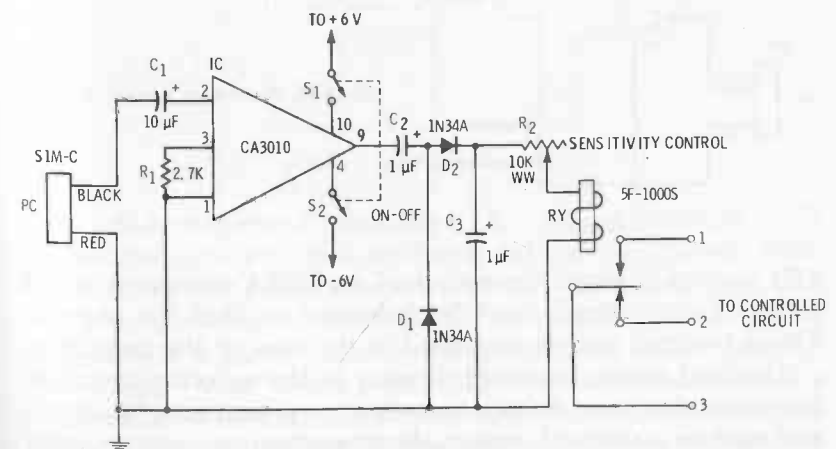 TO + 6 V
IC
C1
+
10 µF
2
3
1
CA3010
S1
10
9
4
S2
ON-OFF
TO - 6V
S1M-C
PC
BLACK
RED
R1
2.7K
C2
+
1 µF
1N34A
D2
R2
10K
WW
SENSITIVITY CONTROL
5F-1000S
RY
C3
+
1 µF
D1
1N34A
1
2
3
TO CONTROLLED
CIRCUIT